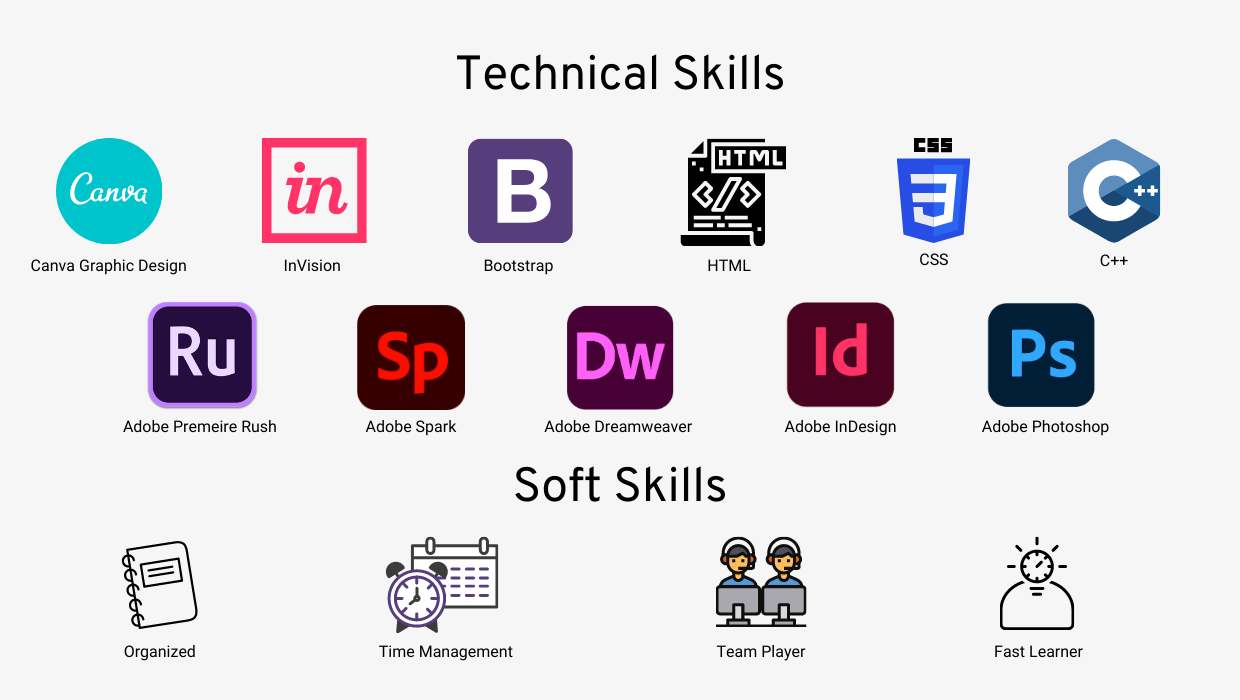 Technical Skills
Canva
in
B
HTML
CSS
3
C++
Canva Graphic Design
InVision
Bootstrap
HTML
CSS
C++
Ru
Sp
Dw
Id
Ps
Adobe Premeire Rush
Adobe Spark
Adobe Dreamweaver
Adobe InDesign
Adobe Photoshop
Soft Skills
Organized
Time Management
Team Player
Fast Learner